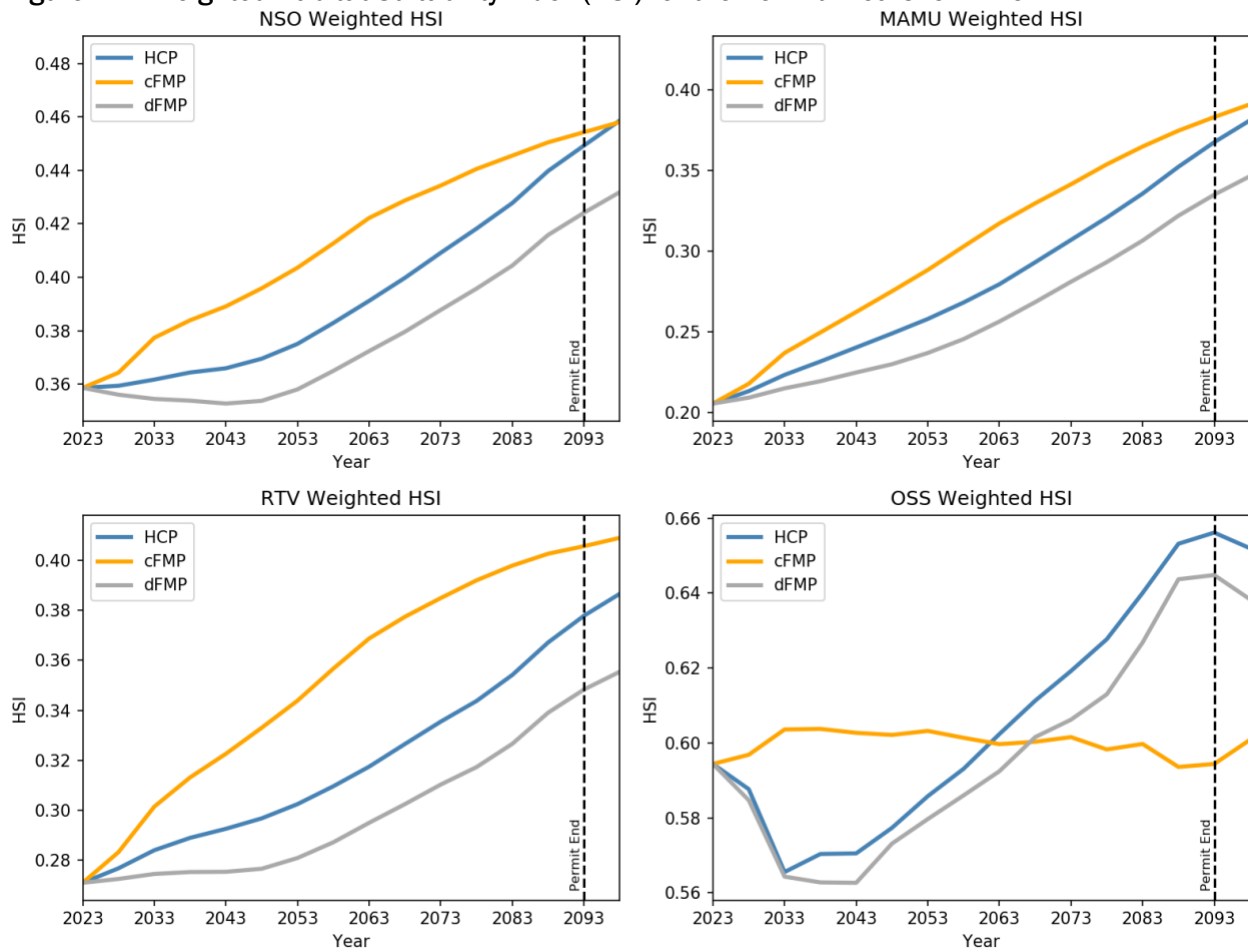 NSO Weighted HSI
HCP
cFMP
dFMP
0.48
0.46
0.44
0.42
0.40
0.38
0.36
HSI
2023 2033 2043 2053 2063 2073 2083 2093
Year
Permit End
MAMU Weighted HSI
HCP
cFMP
dFMP
0.40
0.35
0.30
0.25
0.20
HSI
2023 2033 2043 2053 2063 2073 2083 2093
Year
Permit End
RTV Weighted HSI
HCP
cFMP
dFMP
0.40
0.38
0.36
0.34
0.32
0.30
0.28
HSI
2023 2033 2043 2053 2063 2073 2083 2093
Year
Permit End
OSS Weighted HSI
HCP
cFMP
dFMP
0.66
0.64
0.62
0.60
0.58
0.56
HSI
2023 2033 2043 2053 2063 2073 2083 2093
Year
Permit End